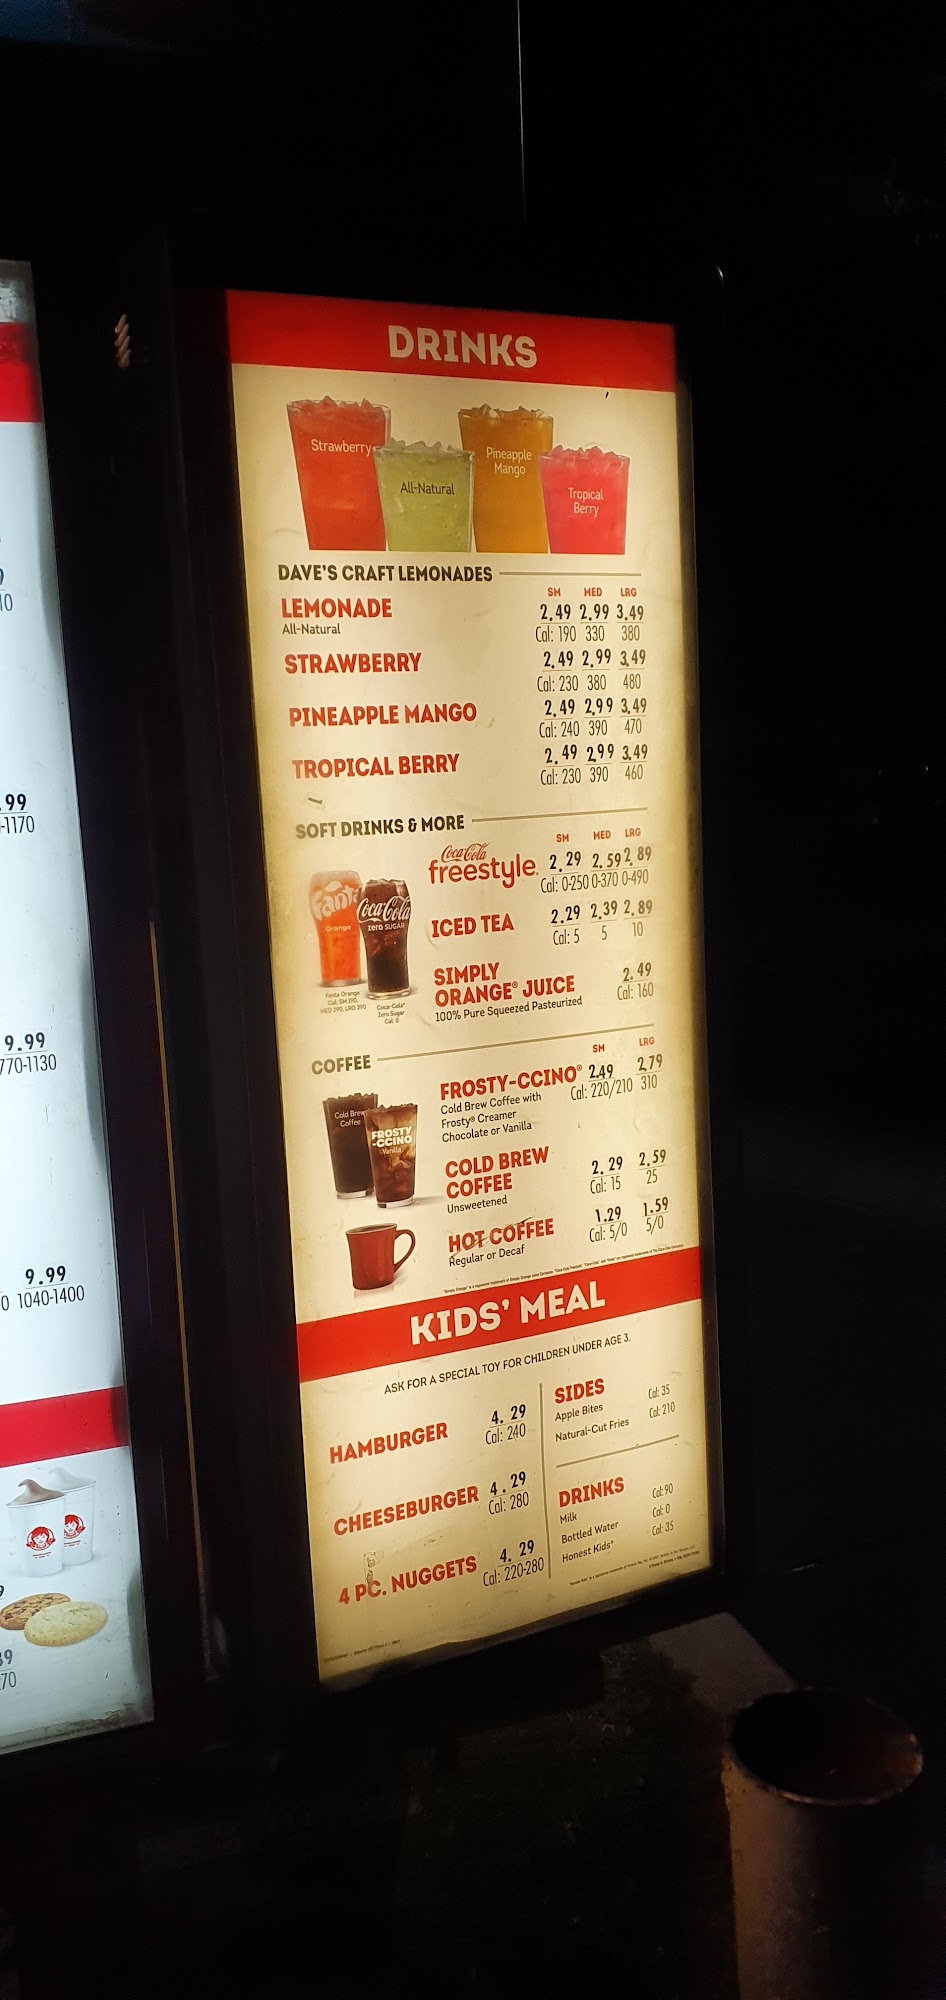 DRINKS
Strawberry
All-Natural
Pineapple
Mango
Tropical
Berry
DAVE'S CRAFT LEMONADES
SM MED LRG
LEMONADE 2.49 2.99 3.49
All-Natural Cal: 190 330 380
STRAWBERRY 2.49 2.99 3.49
Cal: 230 380 480
PINEAPPLE MANGO 2.49 2.99 3.49
Cal: 240 390 470
TROPICAL BERRY 2.49 2.99 3.49
Cal: 230 390 460
SOFT DRINKS & MORE
SM MED LRG
Coca-Cola
freestyle 2.29 2.59 2.89
Cal: 0-250 0-370 0-490
Fanta
Orange
Coca-Cola
ZERO SUGAR
ICED TEA 2.29 2.39 2.89
Cal: 5 5 10
SIMPLY
ORANGE® JUICE 2.49
100% Pure Squeezed Pasteurized Cal: 160
Fanta Orange
Coca-Cola®
Zero Sugar
Cal: 0
COFFEE
SM LRG
FROSTY-CCINO® 2.49 2.79
Cal: 220/210 310
Cold Brew Coffee with
Frosty® Creamer
Chocolate or Vanilla
Cold Brew
Coffee
FROSTY
-CCINO
Vanilla
COLD BREW
COFFEE 2.29 2.59
Unsweetened Cal: 15 25
HOT COFFEE 1.29 1.59
Regular or Decaf Cal: 5/0 5/0
KIDS' MEAL
ASK FOR A SPECIAL TOY FOR CHILDREN UNDER AGE 3.
HAMBURGER 4.29
Cal: 240
CHEESEBURGER 4.29
Cal: 280
4 PC. NUGGETS 4.29
Cal: 220-280
SIDES
Apple Bites Cal: 35
Natural-Cut Fries Cal: 210
DRINKS
Milk Cal: 90
Bottled Water Cal: 0
Honest Kids® Cal: 35
.99
-1170
9.99
770-1130
9.99
0 1040-1400